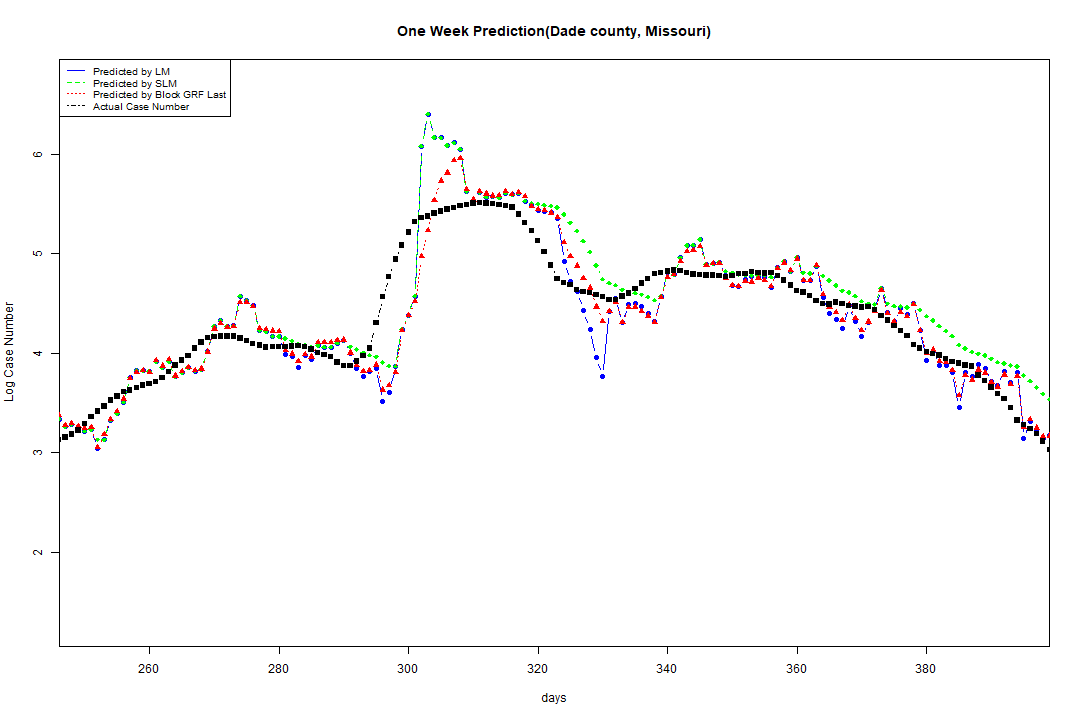 One Week Prediction(Dade county, Missouri)
Predicted by LM
Predicted by SLM
Predicted by Block GRF Last
Actual Case Number
Log Case Number
6
5
4
3
2
260 280 300 320 340 360 380
days